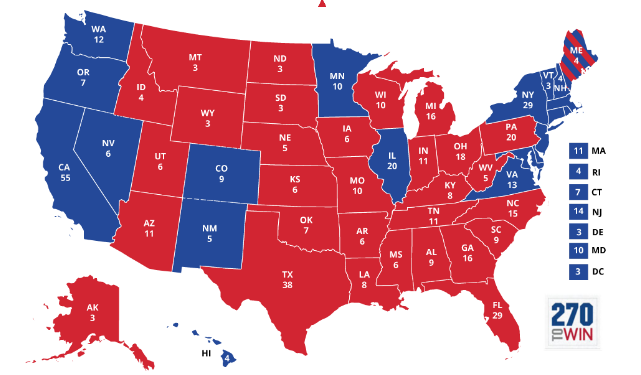 WA
12
OR
7
CA
55
NV
6
ID
4
MT
3
WY
3
UT
6
AZ
11
CO
9
NM
5
ND
3
SD
3
NE
5
KS
6
OK
7
TX
38
MN
10
IA
6
MO
10
AR
6
LA
8
WI
10
IL
20
MI
16
IN
11
OH
18
KY
8
TN
11
MS
6
AL
9
GA
16
FL
29
SC
9
NC
15
VA
13
WV
5
PA
20
NY
29
VT
3
4
NH
ME
4
AK
3
HI
4
11 MA
4 RI
7 CT
14 NJ
3 DE
10 MD
3 DC
270
TO WIN